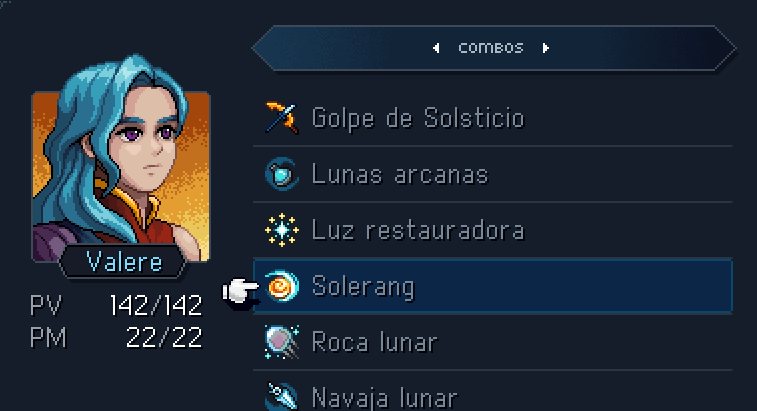 COMBOS
Golpe de Solsticio
Lunas arcanas
Luz restauradora
Valere
Solerang
PV 142/142
PM 22/22
Roca lunar
Navaja lunar